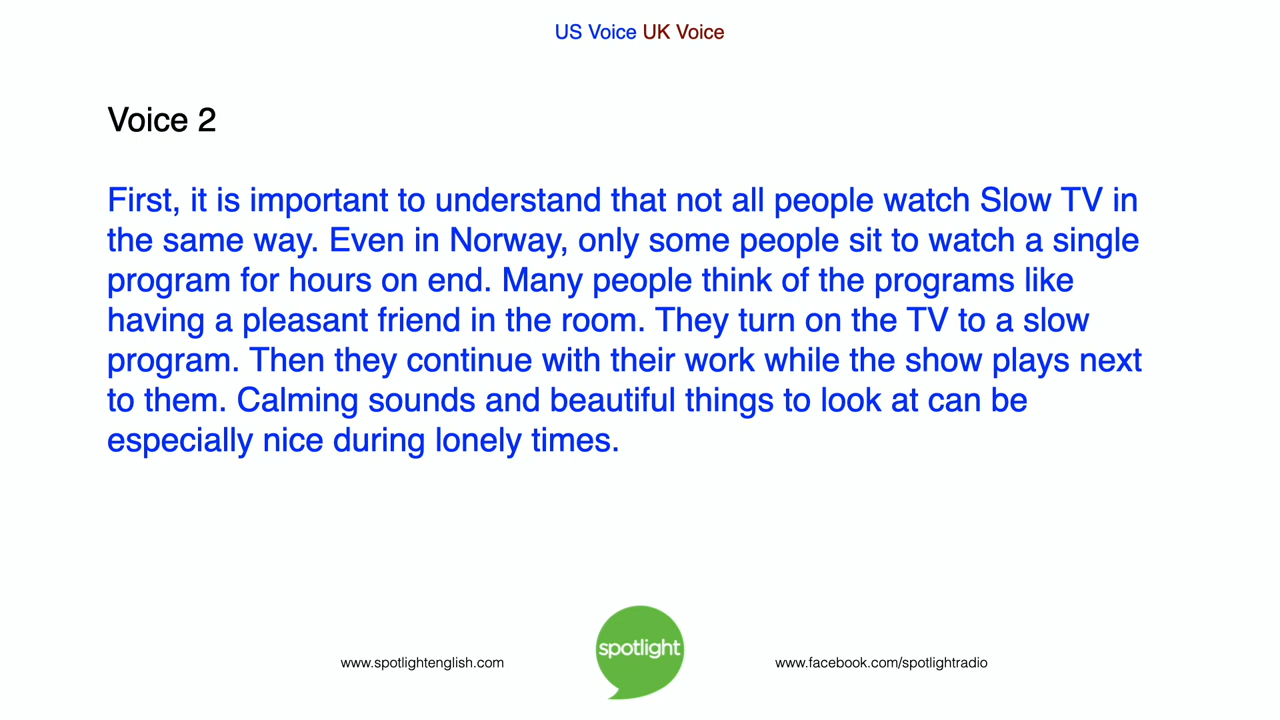 US Voice UK Voice
Voice 2
First, it is important to understand that not all people watch Slow TV in
the same way. Even in Norway, only some people sit to watch a single
program for hours on end. Many people think of the programs like
having a pleasant friend in the room. They turn on the TV to a slow
program. Then they continue with their work while the show plays next
to them. Calming sounds and beautiful things to look at can be
especially nice during lonely times.
spotlight
www.spotlightenglish.com
www.facebook.com/spotlightradio